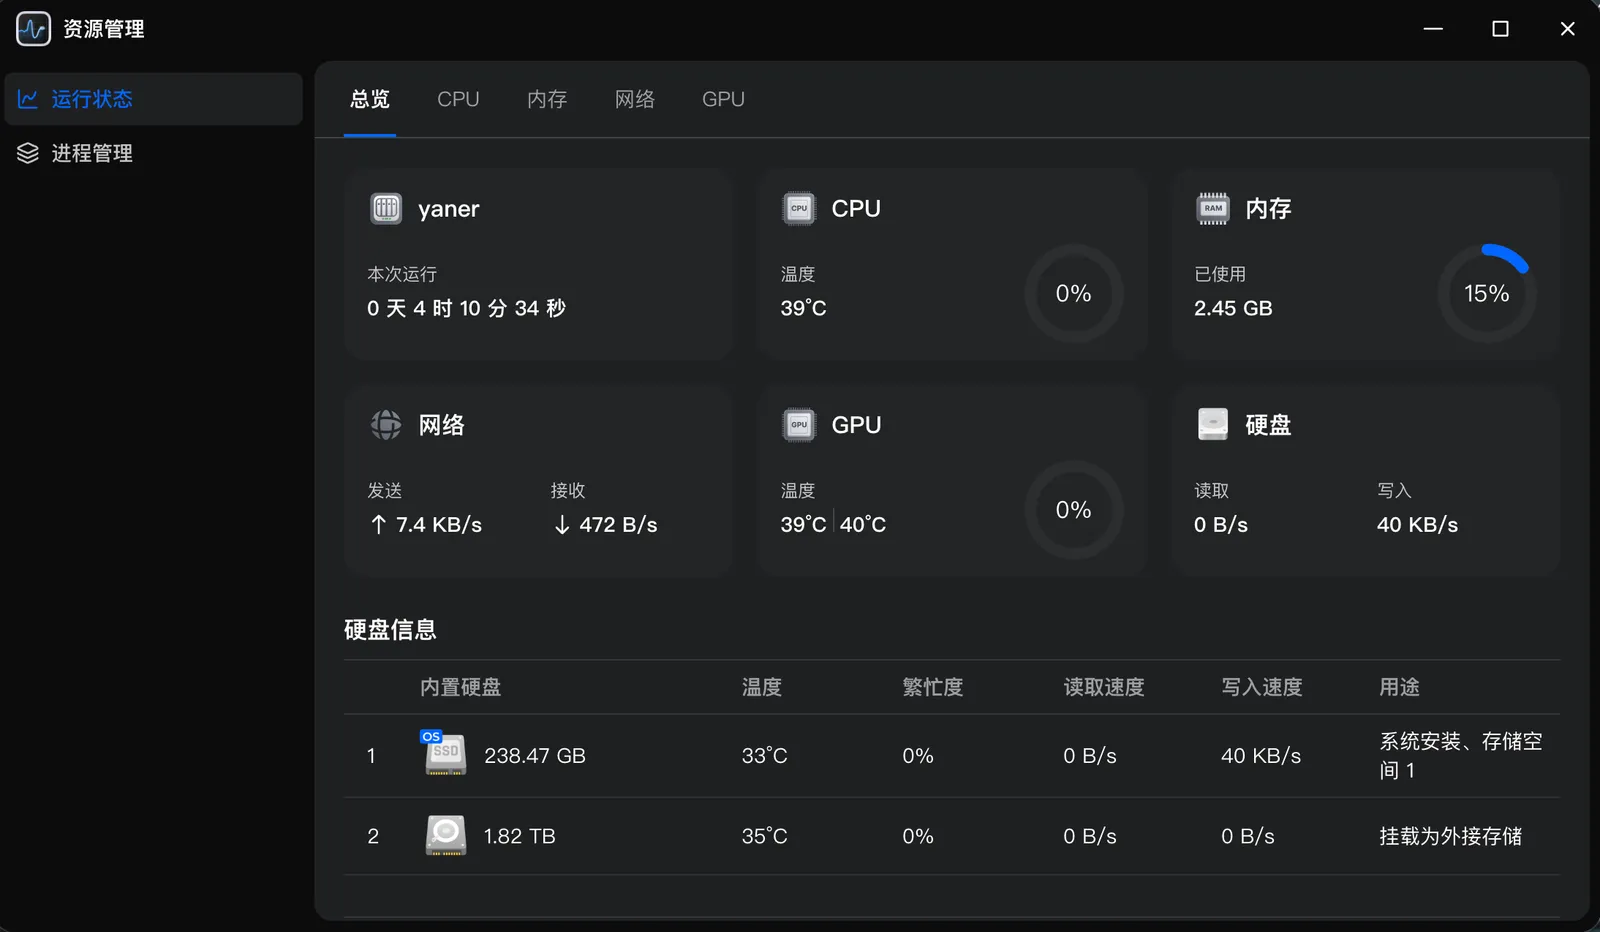 资源管理
运行状态
进程管理
总览 CPU 内存 网络 GPU
yaner
本次运行
0 天 4 时 10 分 34 秒
CPU
CPU
温度
39°C
0%
RAM
内存
已使用
2.45 GB
15%
网络
发送 接收
↑ 7.4 KB/s ↓ 472 B/s
GPU
GPU
温度
39°C 40°C
0%
硬盘
读取 写入
0 B/s 40 KB/s
硬盘信息
内置硬盘 温度 繁忙度 读取速度 写入速度 用途
1 OS SSD 238.47 GB 33°C 0% 0 B/s 40 KB/s 系统安装、存储空
间 1
2 1.82 TB 35°C 0% 0 B/s 0 B/s 挂载为外接存储